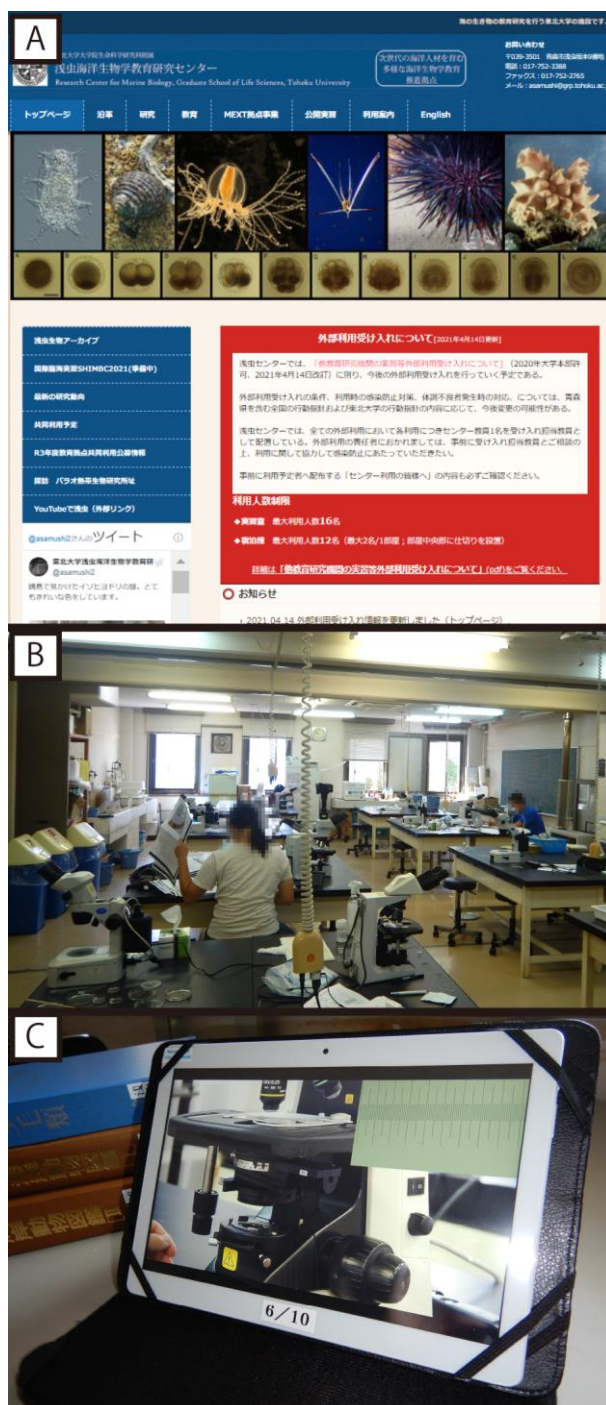 A
海の生き物の教育研究を行う東北大学の施設です。
東北大学大学院生命科学研究科附属
浅虫海洋生物学教育研究センター
Research Center for Marine Biology, Graduate School of Life Sciences, Tohoku University
次世代の海洋人材を育む
多様な海洋生物学教育
推進拠点
お問い合わせ
〒039-3501 青森市浅虫坂本9番地
電話:017-752-3388
ファックス:017-752-2765
メール:asamushi@grp.tohoku.ac.
トップページ 沿革 研究 教育 MEXT拠点事業 公開実習 利用案内 English
A B C D E F G H I J K L
浅虫生物アーカイブ
国際臨海実習SHIMBC2021(準備中)
最新の研究動向
共同利用予定
R3年度教育拠点共同利用公募情報
探訪 パラオ熱帯生物研究所址
YouTubeで浅虫(外部リンク)
@asamushi2さんのツイート
東北大学浅虫海洋生物学教育研
@asamushi2
鶴島で見かけたイソヒヨドリの雄。とて
もきれいな色をしています。
外部利用受け入れについて[2021年4月14日更新]
浅虫センターでは、「他教育研究機関の実習等外部利用受け入れについて」(2020年大学本部許
可、2021年4月14日改訂)に則り、今後の外部利用受け入れを行っていく予定である。
外部利用受け入れの条件、利用時の感染防止対策、体調不良者発生時の対応、については、青森
県を含む全国の行動指針および東北大学の行動指針の内容に応じて、今後変更の可能性がある。
浅虫センターでは、全ての外部利用において各利用につきセンター教員1名を受け入れ担当教員と
して配置している。外部利用の責任者におかれましては、事前に受け入れ担当教員とご相談の
上、利用に関して協力して感染防止にあたっていただきたい。
事前に利用予定者へ配布する「センター利用の皆様へ」の内容も必ずご確認ください。
利用人数制限
◆実習室 最大利用人数16名
◆宿泊棟 最大利用人数12名(最大2名/1部屋;部屋中央部に仕切りを設置)
詳細は「他教育研究機関の実習等外部利用受け入れについて」(pdf)をご覧ください。
お知らせ
2021.04.14 外部利用受け入れ情報を更新しました(トップページ)
B
C
6/10